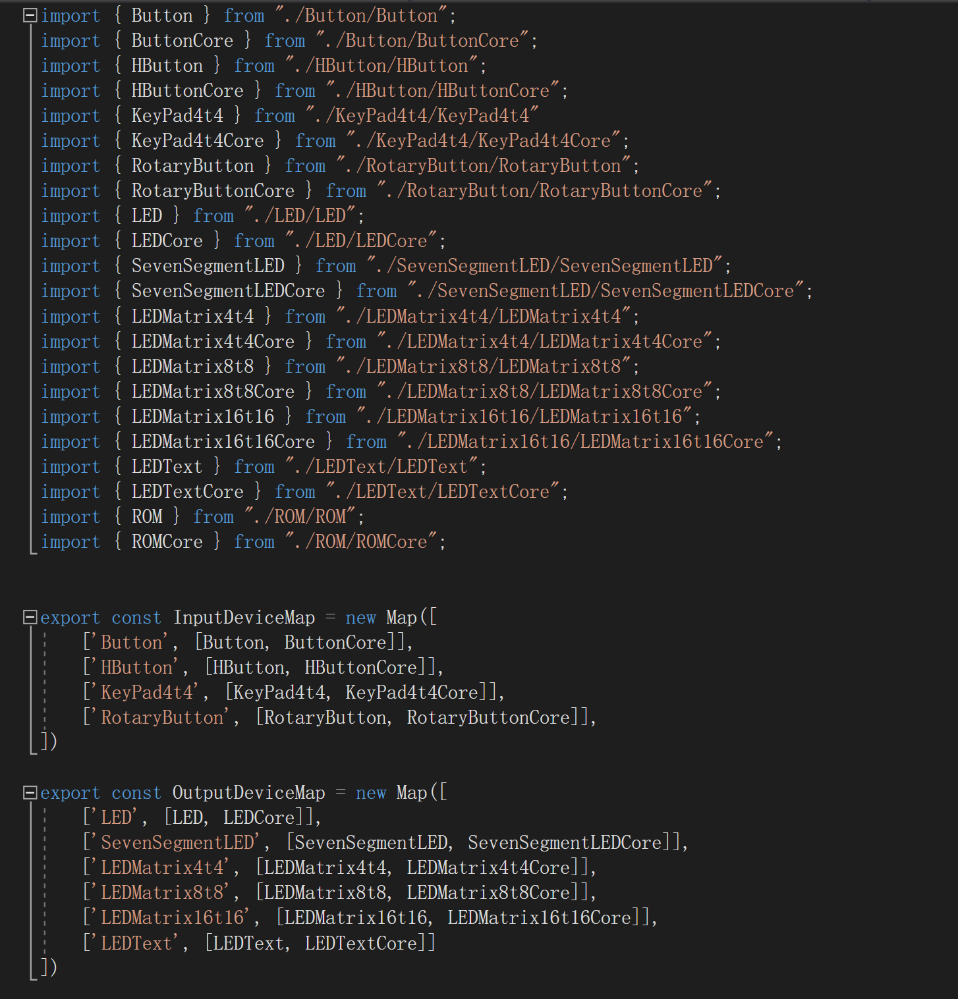 import { Button } from "./Button/Button";
import { ButtonCore } from "./Button/ButtonCore";
import { HButton } from "./HButton/HButton";
import { HButtonCore } from "./HButton/HButtonCore";
import { KeyPad4t4 } from "./KeyPad4t4/KeyPad4t4"
import { KeyPad4t4Core } from "./KeyPad4t4/KeyPad4t4Core";
import { RotaryButton } from "./RotaryButton/RotaryButton";
import { RotaryButtonCore } from "./RotaryButton/RotaryButtonCore";
import { LED } from "./LED/LED";
import { LEDCore } from "./LED/LEDCore";
import { SevenSegmentLED } from "./SevenSegmentLED/SevenSegmentLED";
import { SevenSegmentLEDCore } from "./SevenSegmentLED/SevenSegmentLEDCore";
import { LEDMatrix4t4 } from "./LEDMatrix4t4/LEDMatrix4t4";
import { LEDMatrix4t4Core } from "./LEDMatrix4t4/LEDMatrix4t4Core";
import { LEDMatrix8t8 } from "./LEDMatrix8t8/LEDMatrix8t8";
import { LEDMatrix8t8Core } from "./LEDMatrix8t8/LEDMatrix8t8Core";
import { LEDMatrix16t16 } from "./LEDMatrix16t16/LEDMatrix16t16";
import { LEDMatrix16t16Core } from "./LEDMatrix16t16/LEDMatrix16t16Core";
import { LEDText } from "./LEDText/LEDText";
import { LEDTextCore } from "./LEDText/LEDTextCore";
import { ROM } from "./ROM/ROM";
import { ROMCore } from "./ROM/ROMCore";
export const InputDeviceMap = new Map([
    ['Button', [Button, ButtonCore]],
    ['HButton', [HButton, HButtonCore]],
    ['KeyPad4t4', [KeyPad4t4, KeyPad4t4Core]],
    ['RotaryButton', [RotaryButton, RotaryButtonCore]],
])
export const OutputDeviceMap = new Map([
    ['LED', [LED, LEDCore]],
    ['SevenSegmentLED', [SevenSegmentLED, SevenSegmentLEDCore]],
    ['LEDMatrix4t4', [LEDMatrix4t4, LEDMatrix4t4Core]],
    ['LEDMatrix8t8', [LEDMatrix8t8, LEDMatrix8t8Core]],
    ['LEDMatrix16t16', [LEDMatrix16t16, LEDMatrix16t16Core]],
    ['LEDText', [LEDText, LEDTextCore]]
])